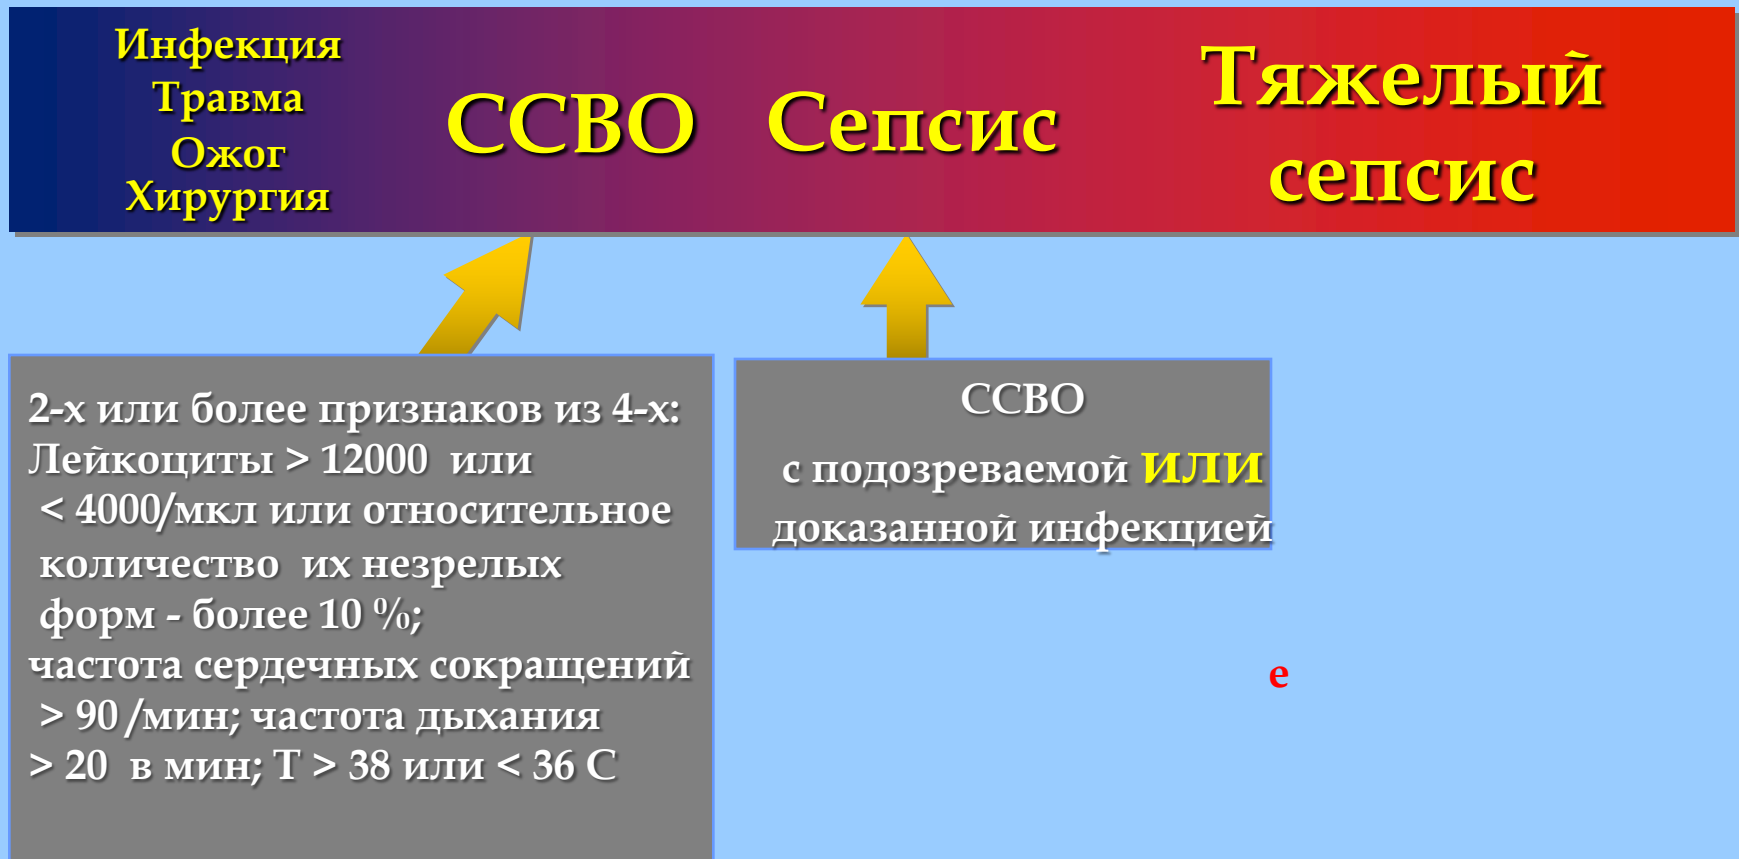 Инфекция
Травма
Ожог
Хирургия
ССВО
Сепсис
Тяжелый
сепсис
2-х или более признаков из 4-х:
Лейкоциты > 12000 или
< 4000/мкл или относительное
количество их незрелых
форм - более 10 %;
частота сердечных сокращений
> 90 /мин; частота дыхания
> 20 в мин; Т > 38 или < 36 С
ССВО
с подозреваемой или
доказанной инфекцией
е